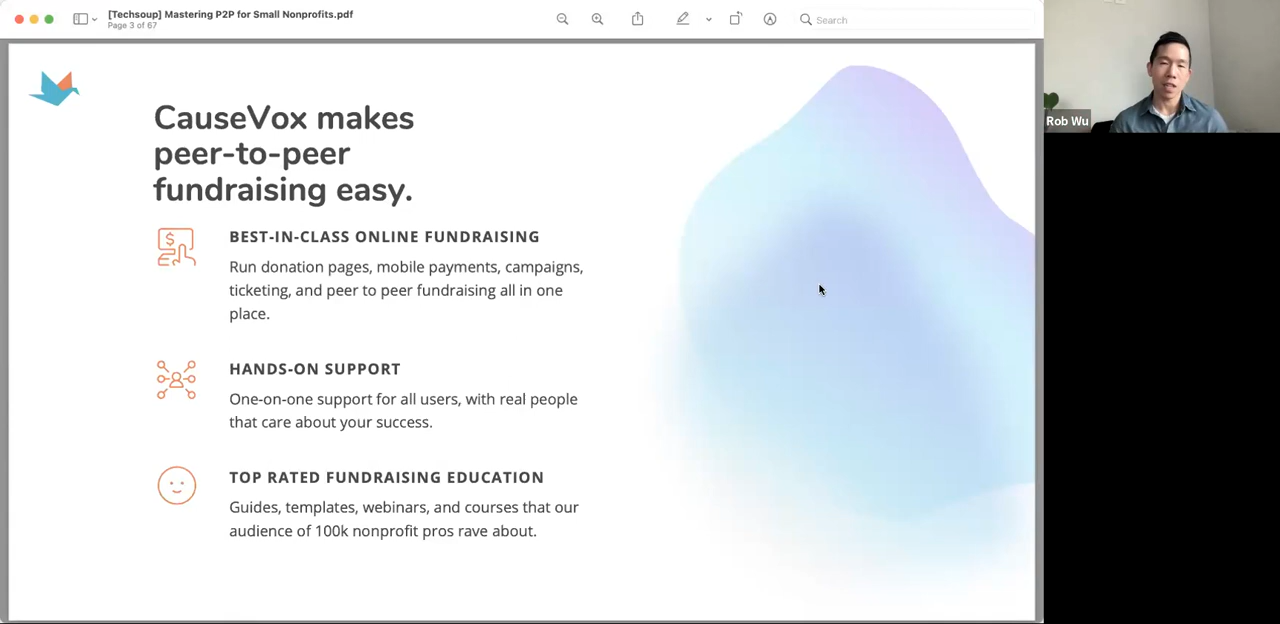 [Techsoup] Mastering P2P for Small Nonprofits.pdf
Page 3 of 67
Search
CauseVox makes
peer-to-peer
fundraising easy.
$
BEST-IN-CLASS ONLINE FUNDRAISING
Run donation pages, mobile payments, campaigns,
ticketing, and peer to peer fundraising all in one
place.
HANDS-ON SUPPORT
One-on-one support for all users, with real people
that care about your success.
TOP RATED FUNDRAISING EDUCATION
Guides, templates, webinars, and courses that our
audience of 100k nonprofit pros rave about.
Rob Wu